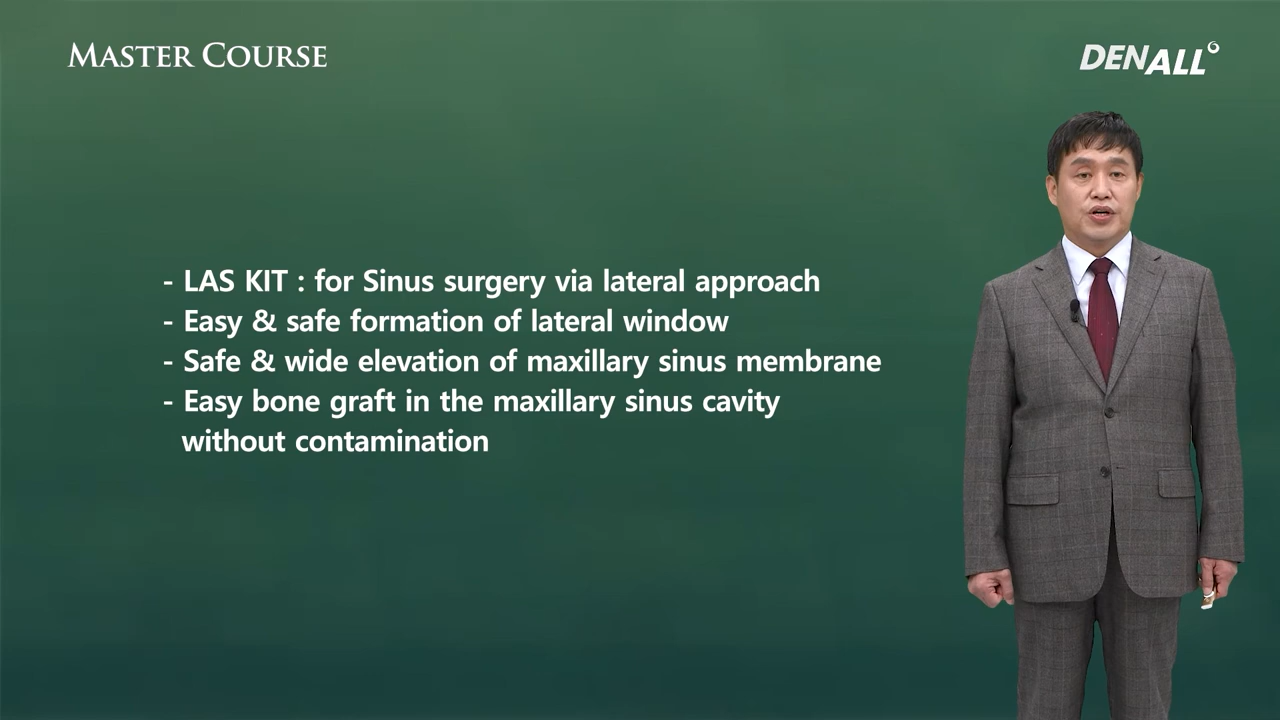 MASTER COURSE
DENALL
- LAS KIT : for Sinus surgery via lateral approach
- Easy & safe formation of lateral window
- Safe & wide elevation of maxillary sinus membrane
- Easy bone graft in the maxillary sinus cavity
without contamination